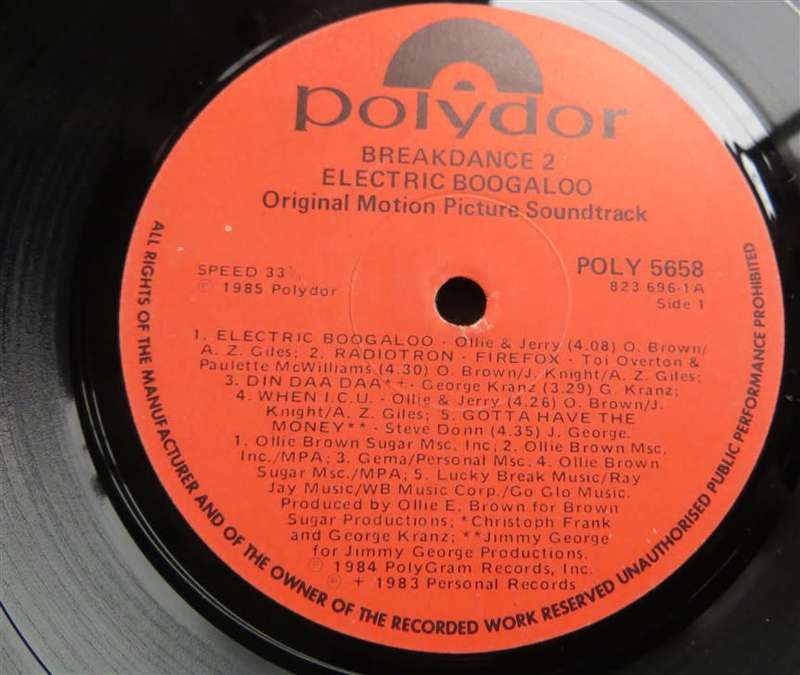 polydor
BREAKDANCE 2
ELECTRIC BOOGALOO
Original Motion Picture Soundtrack
SPEED 33⅓
℗ 1985 Polydor
POLY 5658
823 696-1A
Side 1
1. ELECTRIC BOOGALOO - Ollie & Jerry (4.08) O. Brown/
A. Z. Giles; 2. RADIOTRON - FIREFOX - Toi Overton &
Paulette McWilliams (4.30) O. Brown/J. Knight/A. Z. Giles;
3. DIN DAA DAA*+ - George Kranz (3.29) G. Kranz;
4. WHEN I.C.U. - Ollie & Jerry (4.26) O. Brown/J.
Knight/A. Z. Giles; 5. GOTTA HAVE THE
MONEY** - Steve Donn (4.35) J. George.
1. Ollie Brown Sugar Msc. Inc; 2. Ollie Brown Msc.
Inc./MPA; 3. Gema/Personal Msc. 4. Ollie Brown
Sugar Msc./MPA; 5. Lucky Break Music/Ray
Jay Music/WB Music Corp./Go Glo Music.
Produced by Ollie E. Brown for Brown
Sugar Productions; *Christoph Frank
and George Kranz; **Jimmy George
for Jimmy George Productions.
℗ 1984 PolyGram Records, Inc.
℗ + 1983 Personal Records
ALL RIGHTS OF THE MANUFACTURER AND OF THE OWNER OF THE RECORDED WORK RESERVED UNAUTHORISED PUBLIC PERFORMANCE PROHIBITED